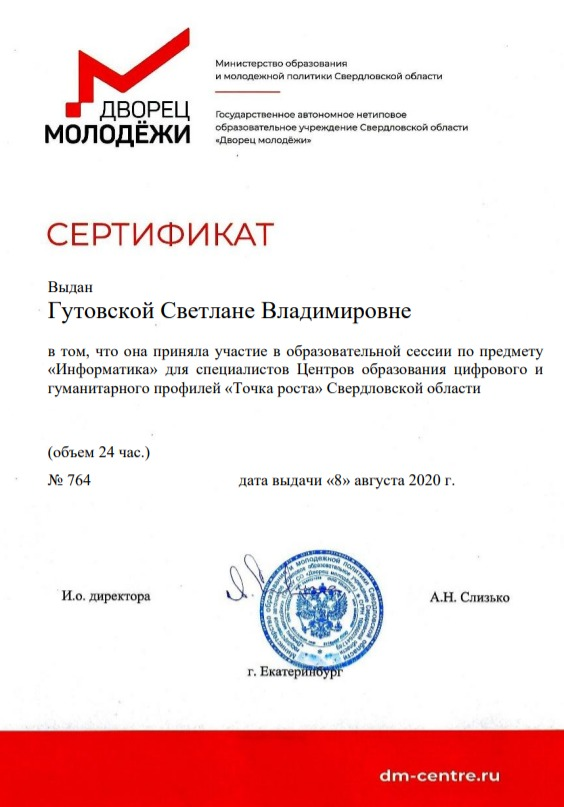 Министерство образования
и молодежной политики Свердловской области
ДВОРЕЦ
МОЛОДЁЖИ
Государственное автономное нетиповое
образовательное учреждение Свердловской области
«Дворец молодёжи»
СЕРТИФИКАТ
Выдан
Гутовской Светлане Владимировне
в том, что она приняла участие в образовательной сессии по предмету
«Информатика» для специалистов Центров образования цифрового и
гуманитарного профилей «Точка роста» Свердловской области
(объем 24 час.)
№ 764 дата выдачи «8» августа 2020 г.
И.о. директора А.Н. Слизько
г. Екатеринбург
dm-centre.ru